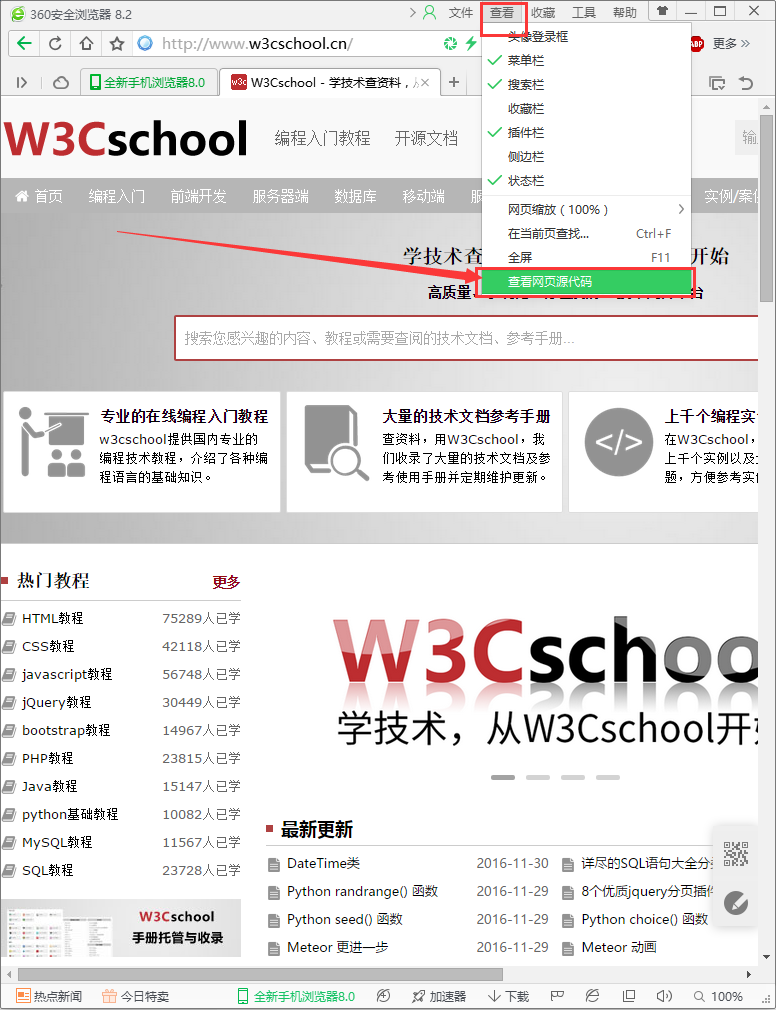 360安全浏览器 8.2
文件 查看 收藏 工具 帮助
http://www.w3cschool.cn/
ABP 更多 »
全新手机浏览器8.0
w3c W3Cschool - 学技术查资料，
头像登录框
菜单栏
搜索栏
收藏栏
插件栏
侧边栏
状态栏
网页缩放（100%）
在当前页查找... Ctrl+F
全屏 F11
查看网页源代码
W3Cschool 编程入门教程 开源文档
首页 编程入门 前端开发 服务器端 数据库 移动端 实例/案
学技术查 开始
高质量
搜索您感兴趣的内容、教程或需要查阅的技术文档、参考手册...
专业的在线编程入门教程
w3cschool提供国内专业的
编程技术教程，介绍了各种编
程语言的基础知识。
大量的技术文档参考手册
查资料，用W3Cschool，我
们收录了大量的技术文档及参
考使用手册并定期维护更新。
上千个编程实
在W3Cschool，
上千个实例以及
题，方便参考实
热门教程 更多
HTML教程 75289人已学
CSS教程 42118人已学
javascript教程 56748人已学
jQuery教程 30449人已学
bootstrap教程 14967人已学
PHP教程 23815人已学
Java教程 15147人已学
python基础教程 10082人已学
MySQL教程 11567人已学
SQL教程 23728人已学
W3Cschool
手册托管与收录
W3Cschoo
学技术，从W3Cschool开
最新更新
DateTime类 2016-11-30 详尽的SQL语句大全分
Python randrange() 函数 2016-11-29 8个优质jquery分页插件
Python seed() 函数 2016-11-29 Python choice() 函数
Meteor 更进一步 2016-11-29 Meteor 动画
热点新闻 今日特卖 全新手机浏览器8.0 加速器 下载 100%